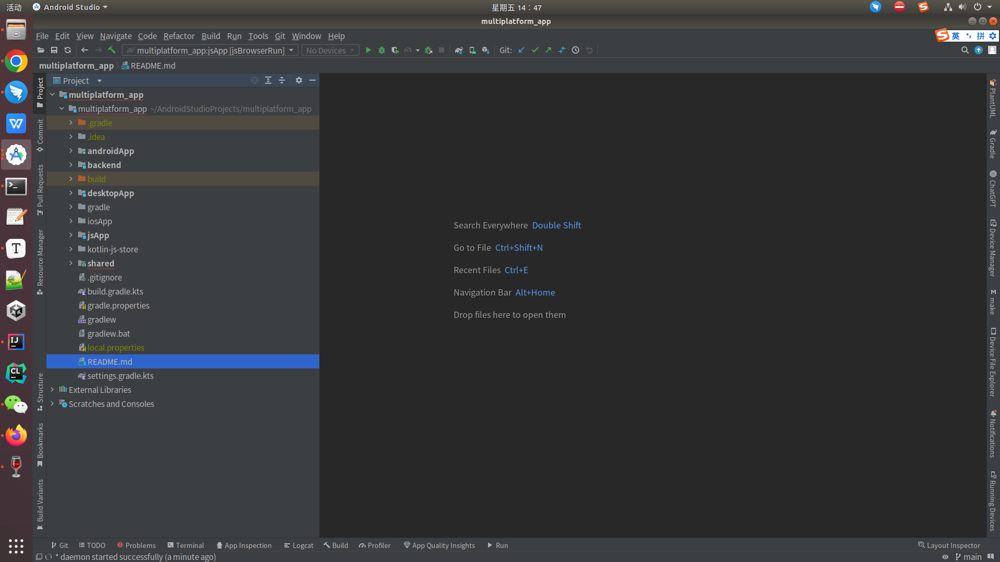 活动
Android Studio
星期五 14：47
multiplatform_app
File Edit View Navigate Code Refactor Build Run Tools Git Window Help
英 拼
multiplatform_app:jsApp [jsBrowserRun]
No Devices
Git:
multiplatform_app
README.md
Project
multiplatform_app
multiplatform_app ~/AndroidStudioProjects/multiplatform_app
.gradle
.idea
androidApp
backend
build
desktopApp
gradle
iosApp
jsApp
kotlin-js-store
shared
.gitignore
build.gradle.kts
gradle.properties
gradlew
gradlew.bat
local.properties
README.md
settings.gradle.kts
External Libraries
Scratches and Consoles
Project
Commit
Pull Requests
Resource Manager
Structure
Bookmarks
Build Variants
Search Everywhere Double Shift
Go to File Ctrl+Shift+N
Recent Files Ctrl+E
Navigation Bar Alt+Home
Drop files here to open them
PlantUML
Gradle
ChatGPT
Device Manager
M make
Device File Explorer
Notifications
Running Devices
Git TODO Problems Terminal App Inspection Logcat Build Profiler App Quality Insights Run
Layout Inspector
* daemon started successfully (a minute ago)
main